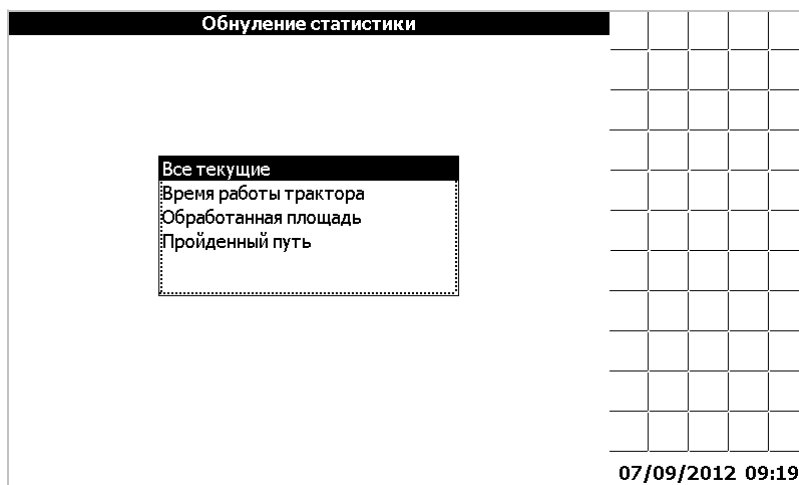 Обнуление статистики
Все текущие
Время работы трактора
Обработанная площадь
Пройденный путь
07/09/2012 09:19